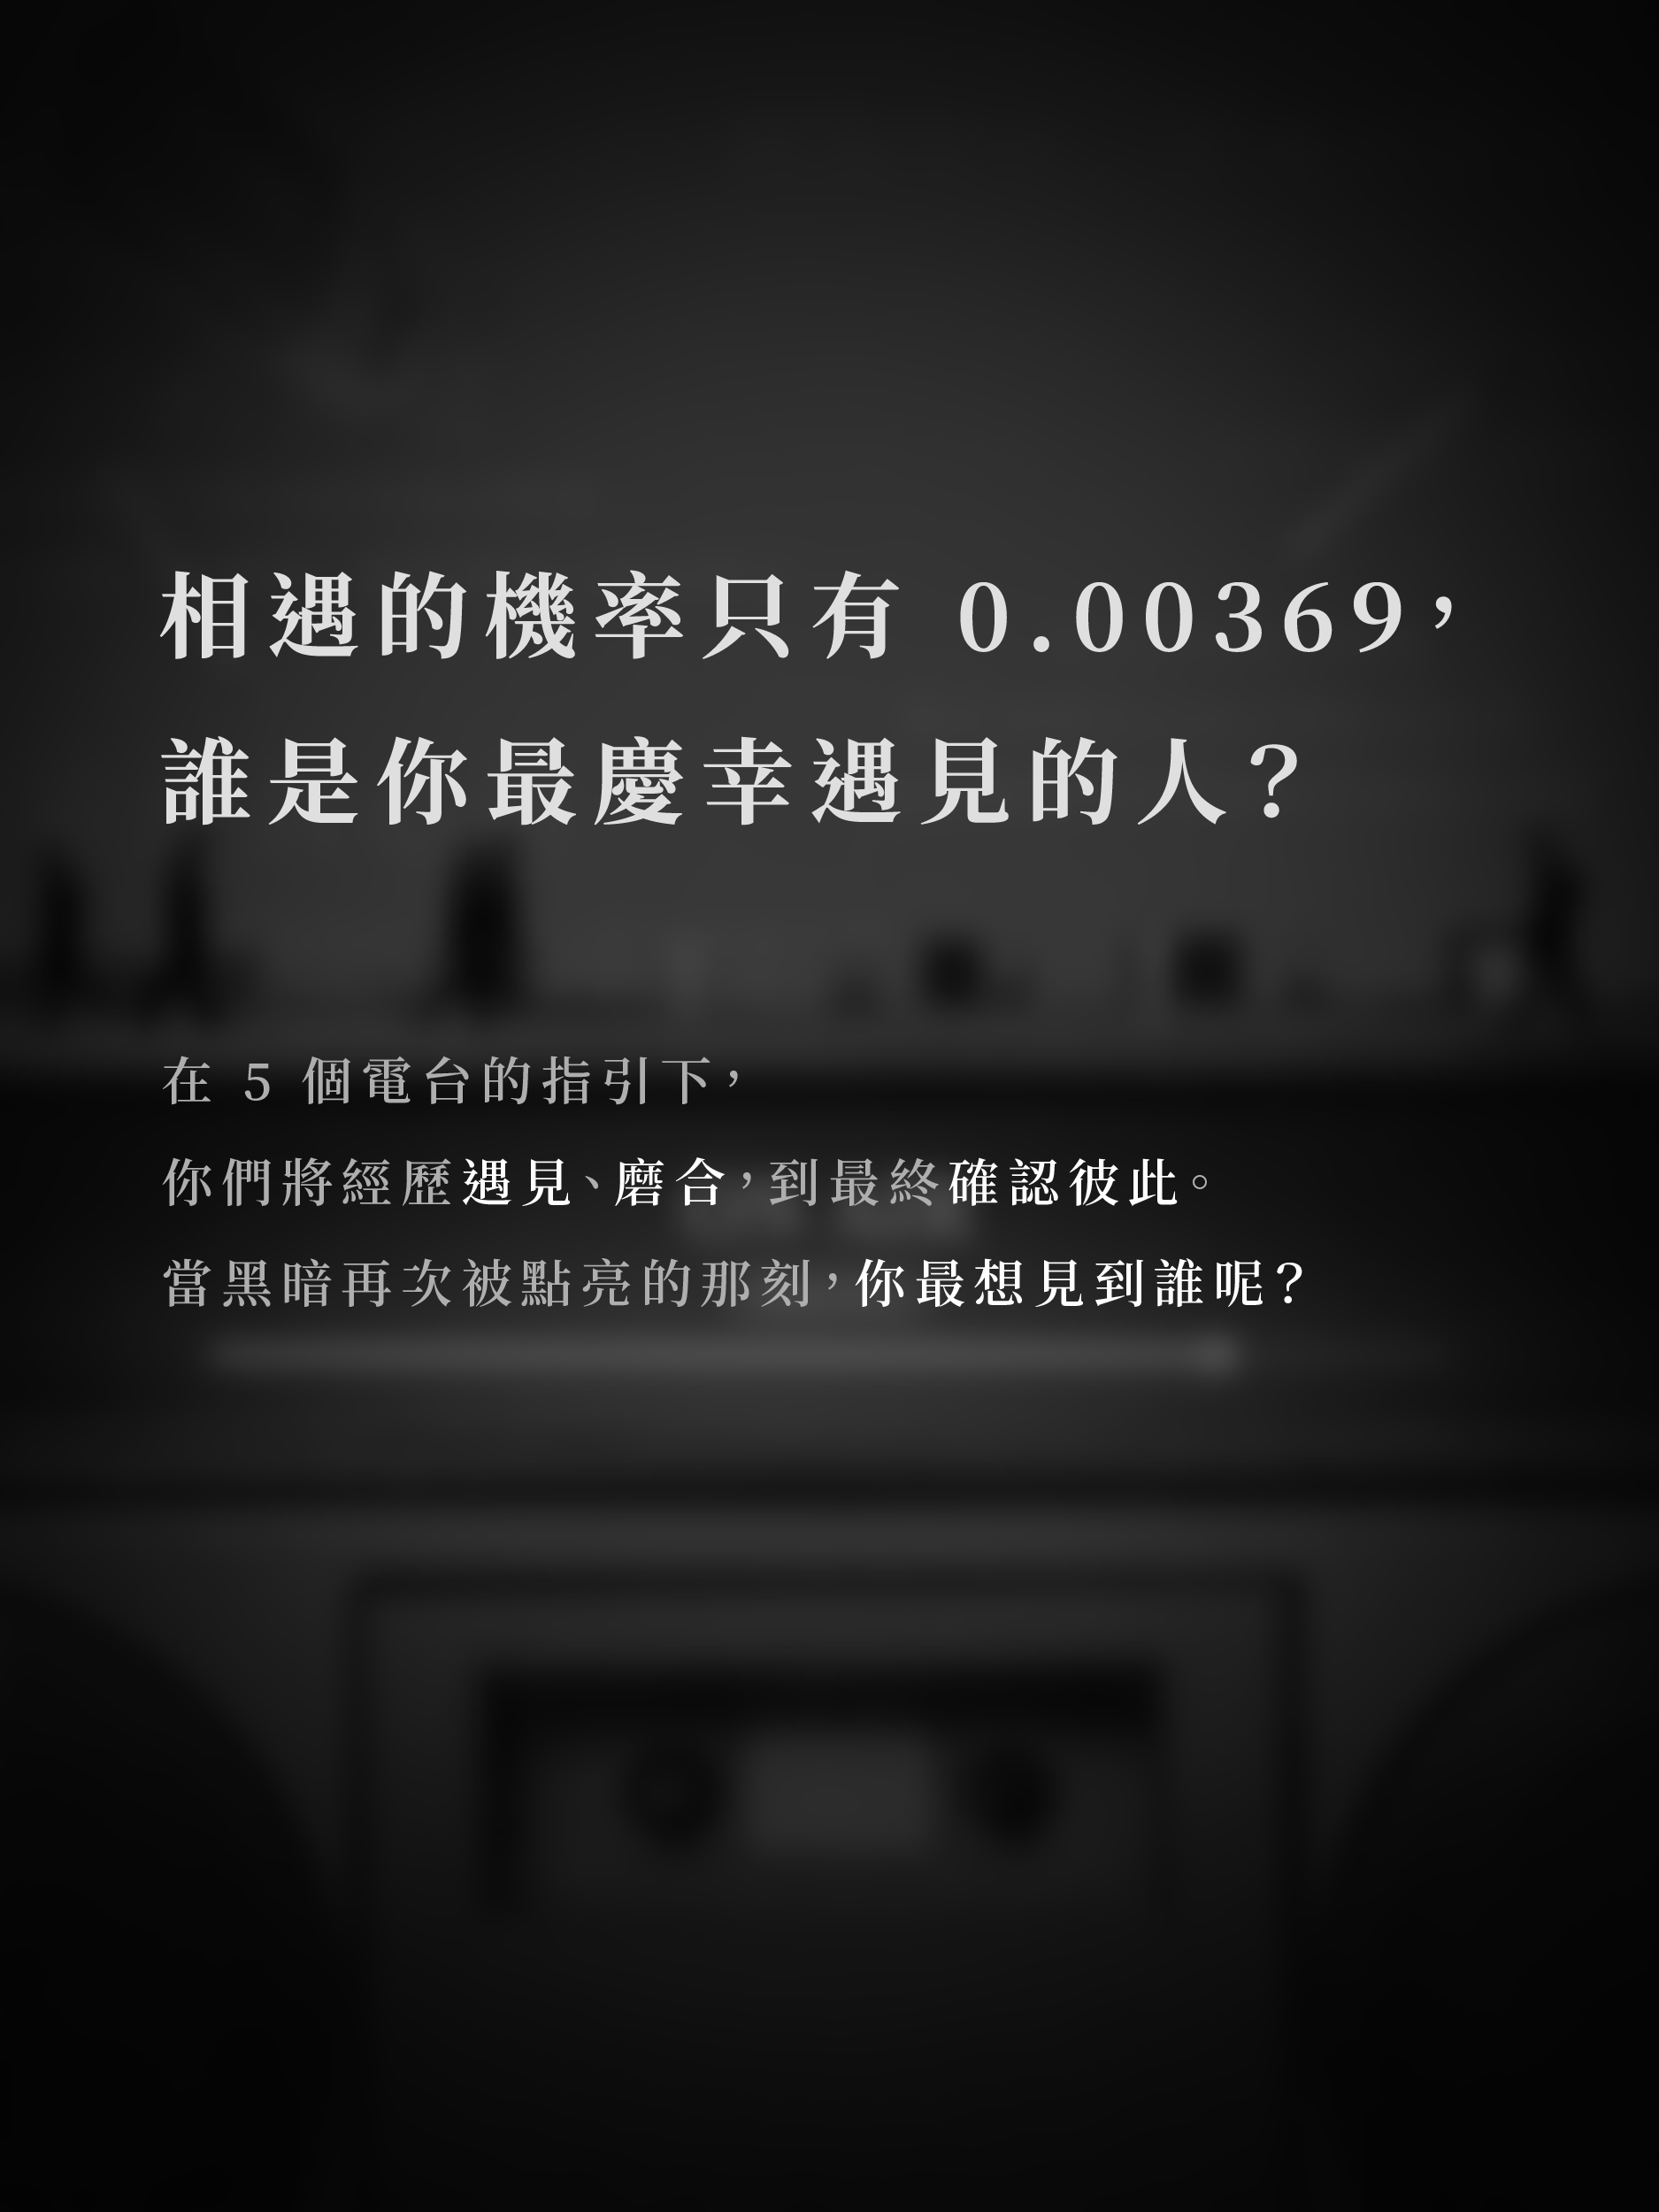 相遇的機率只有 0.00369，
誰是你最慶幸遇見的人？
在 5 個電台的指引下，
你們將經歷遇見、磨合，到最終確認彼此。
當黑暗再次被點亮的那刻，你最想見到誰呢？